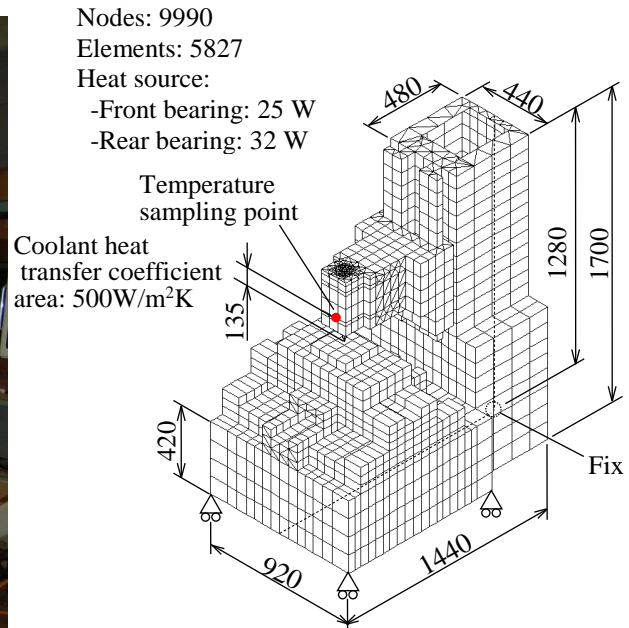 Nodes: 9990
Elements: 5827
Heat source:
-Front bearing: 25 W
-Rear bearing: 32 W
Temperature
sampling point
Coolant heat
transfer coefficient
area: 500W/m²K
480
440
1280
1700
135
420
Fix
920
1440